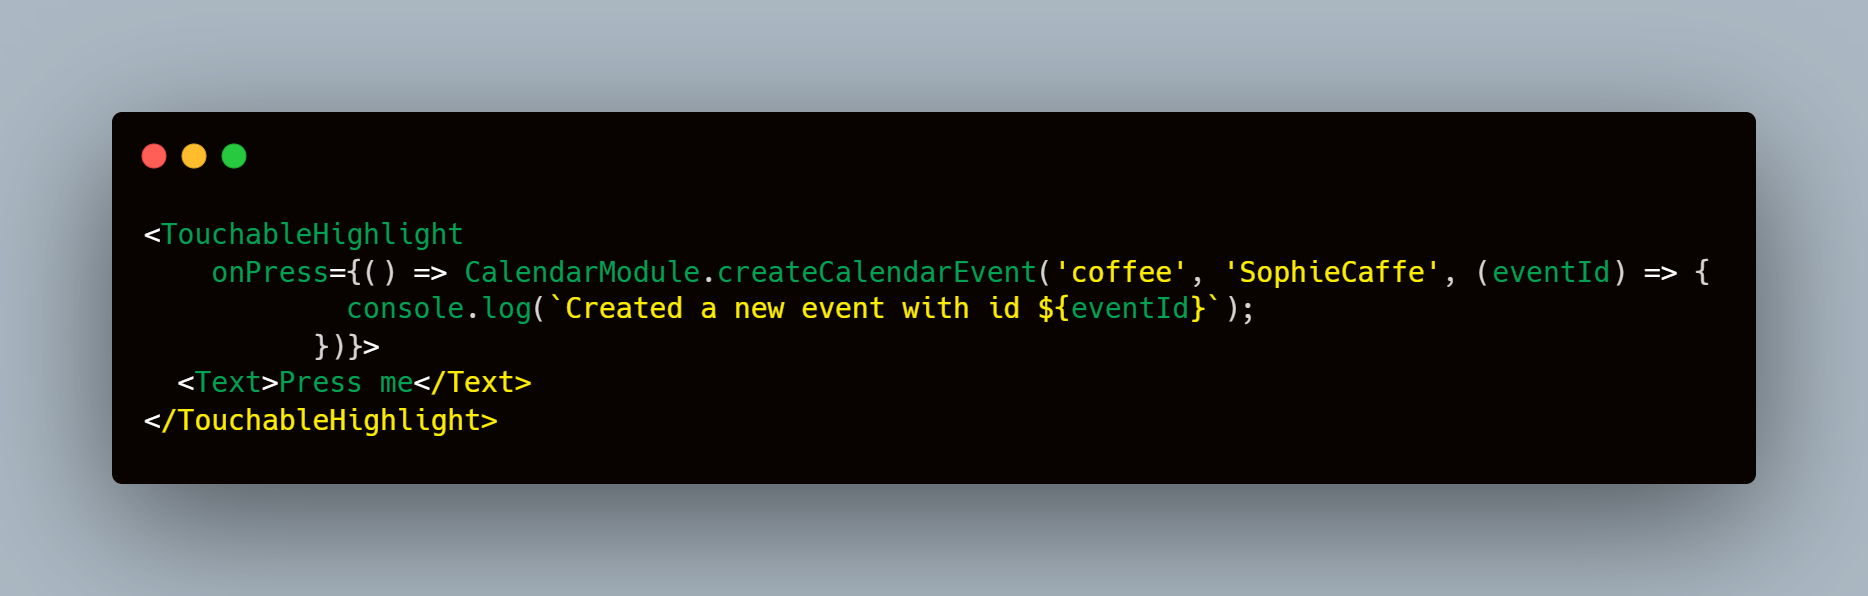 <TouchableHighlight
    onPress={() => CalendarModule.createCalendarEvent('coffee', 'SophieCaffe', (eventId) => {
            console.log(`Created a new event with id ${eventId}`);
          })}>
  <Text>Press me</Text>
</TouchableHighlight>